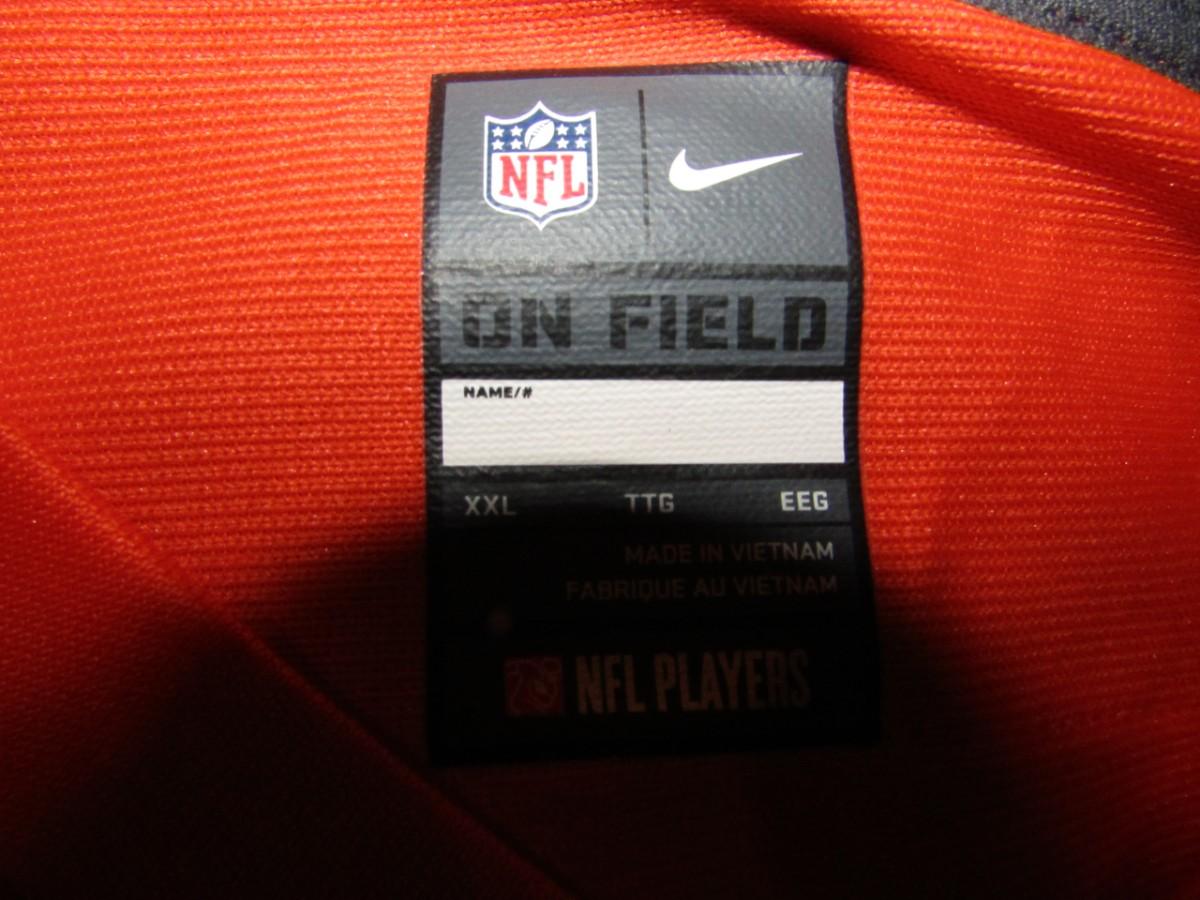 NFL
ON FIELD
NAME/#
XXL TTG EEG
MADE IN VIETNAM
FABRIQUE AU VIETNAM
NFL PLAYERS